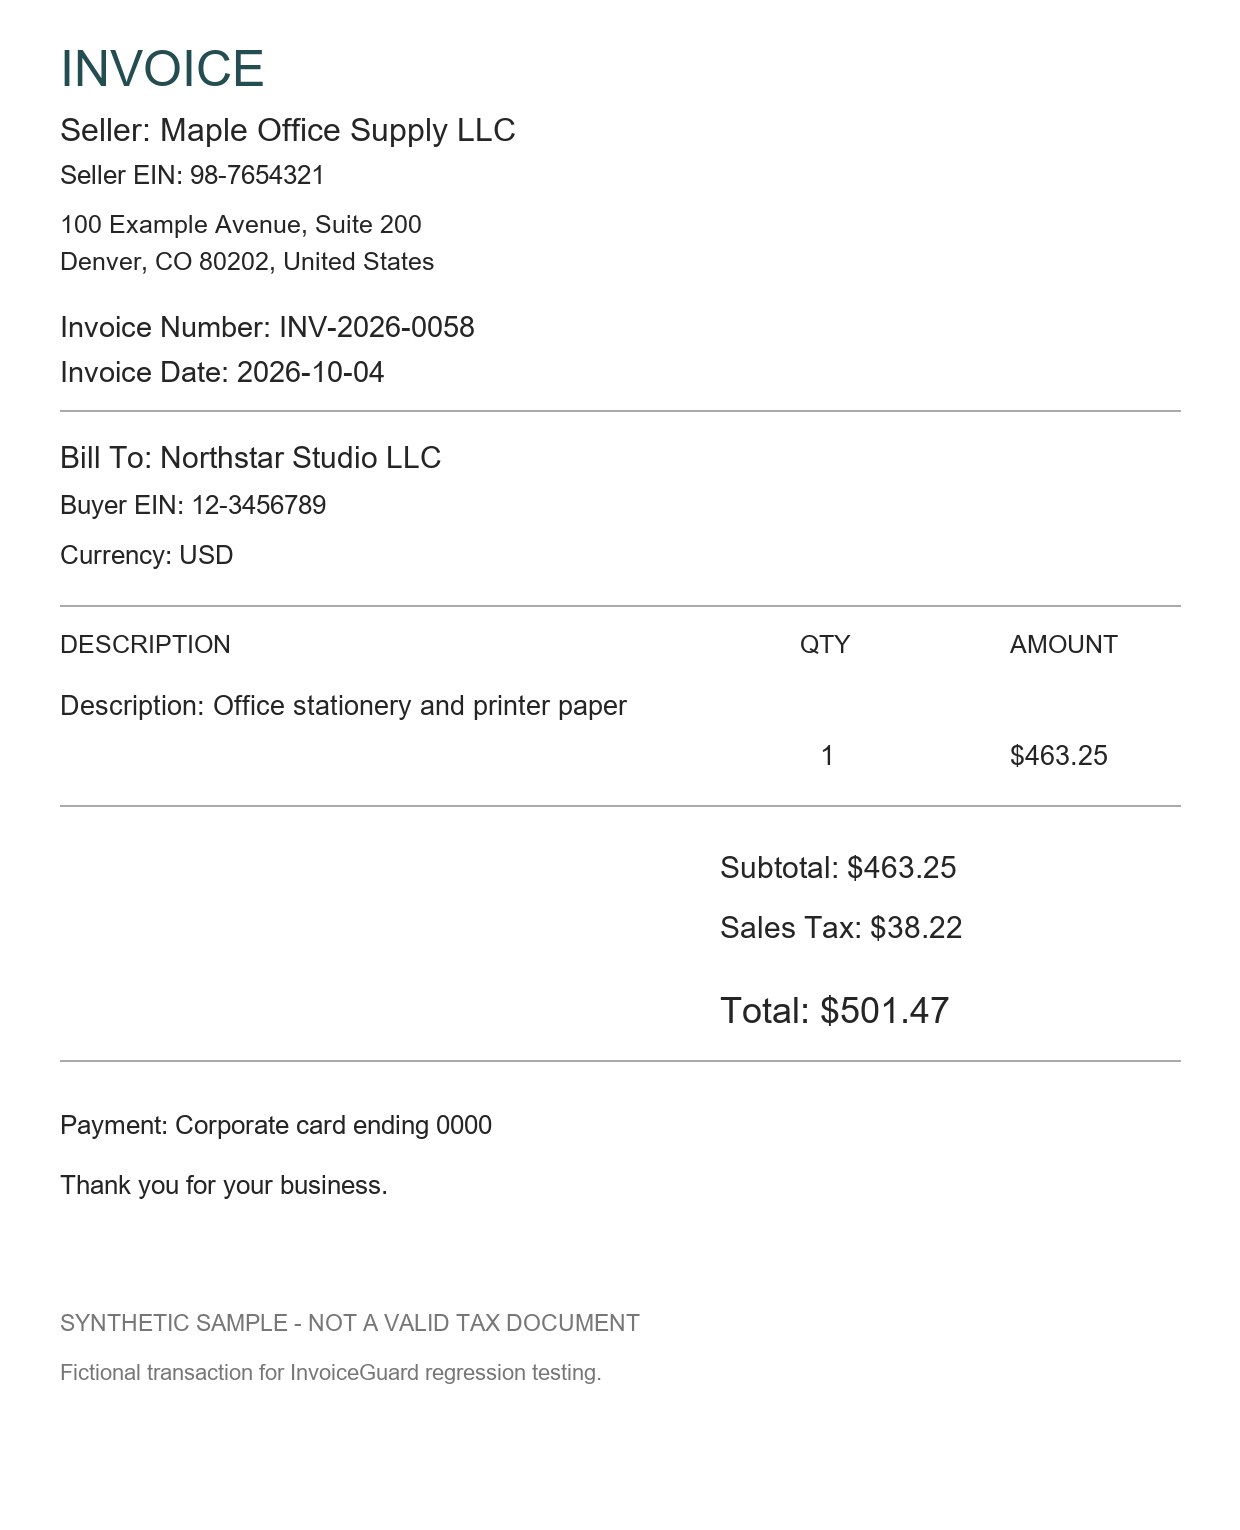 INVOICE
Seller: Maple Office Supply LLC
Seller EIN: 98-7654321
100 Example Avenue, Suite 200
Denver, CO 80202, United States
Invoice Number: INV-2026-0058
Invoice Date: 2026-10-04
Bill To: Northstar Studio LLC
Buyer EIN: 12-3456789
Currency: USD
DESCRIPTION QTY AMOUNT
Description: Office stationery and printer paper
1 $463.25
Subtotal: $463.25
Sales Tax: $38.22
Total: $501.47
Payment: Corporate card ending 0000
Thank you for your business.
SYNTHETIC SAMPLE - NOT A VALID TAX DOCUMENT
Fictional transaction for InvoiceGuard regression testing.